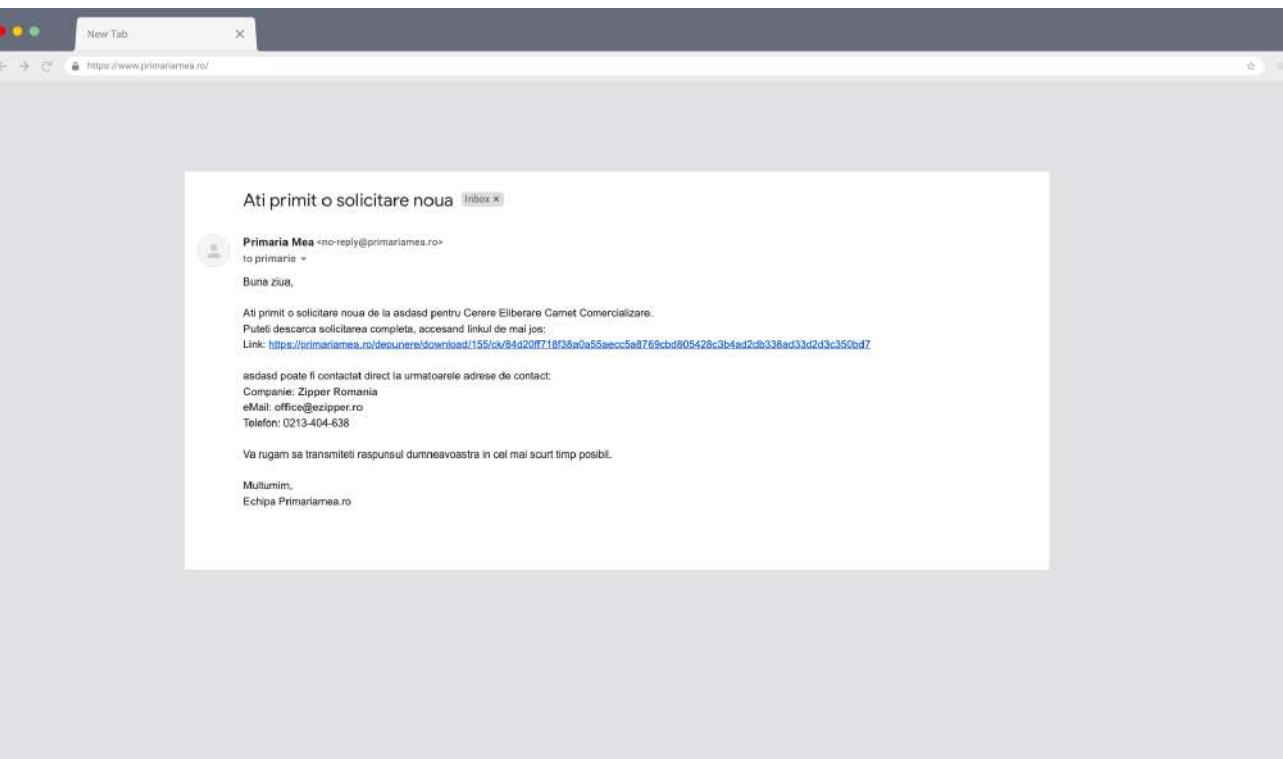 New Tab
https://www.primariamea.ro/
Ati primit o solicitare noua Inbox ×
Primaria Mea <no-reply@primariamea.ro>
to primarie
Buna ziua,
Ati primit o solicitare noua de la asdasd pentru Cerere Eliberare Carnet Comercializare.
Puteti descarca solicitarea completa, accesand linkul de mai jos:
Link: https://primariamea.ro/depunere/download/155/ck/84d20ff718f38a0a55aecc5a8769cbd805428c3b4ad2db338ad33d2d3c350bd7
asdasd poate fi contactat direct la urmatoarele adrese de contact:
Companie: Zipper Romania
eMail: office@ezipper.ro
Telefon: 0213-404-638
Va rugam sa transmiteti raspunsul dumneavoastra in cel mai scurt timp posibil.
Multumim,
Echipa Primariamea.ro